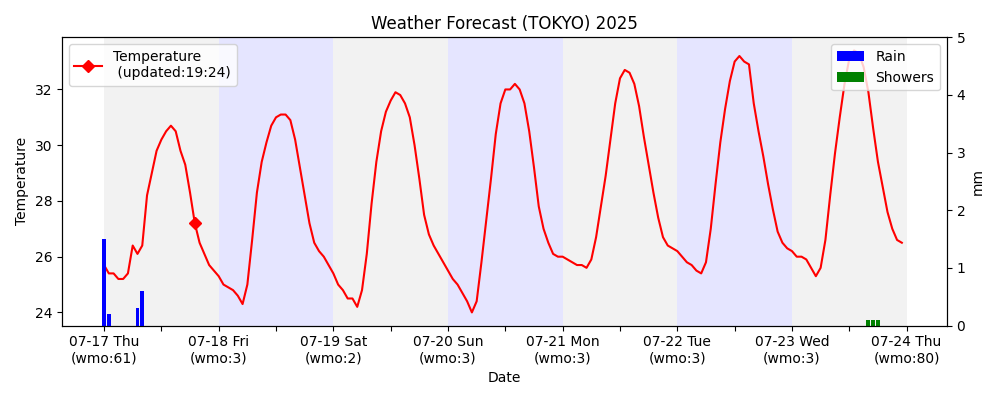 Weather Forecast (TOKYO) 2025
Temperature
(updated:19:24)
Rain
Showers
Temperature
32
30
28
26
24
5
4
3
2
1
0
mm
07-17 Thu
(wmo:61)
07-18 Fri
(wmo:3)
07-19 Sat
(wmo:2)
07-20 Sun
(wmo:3)
07-21 Mon
(wmo:3)
07-22 Tue
(wmo:3)
07-23 Wed
(wmo:3)
07-24 Thu
(wmo:80)
Date